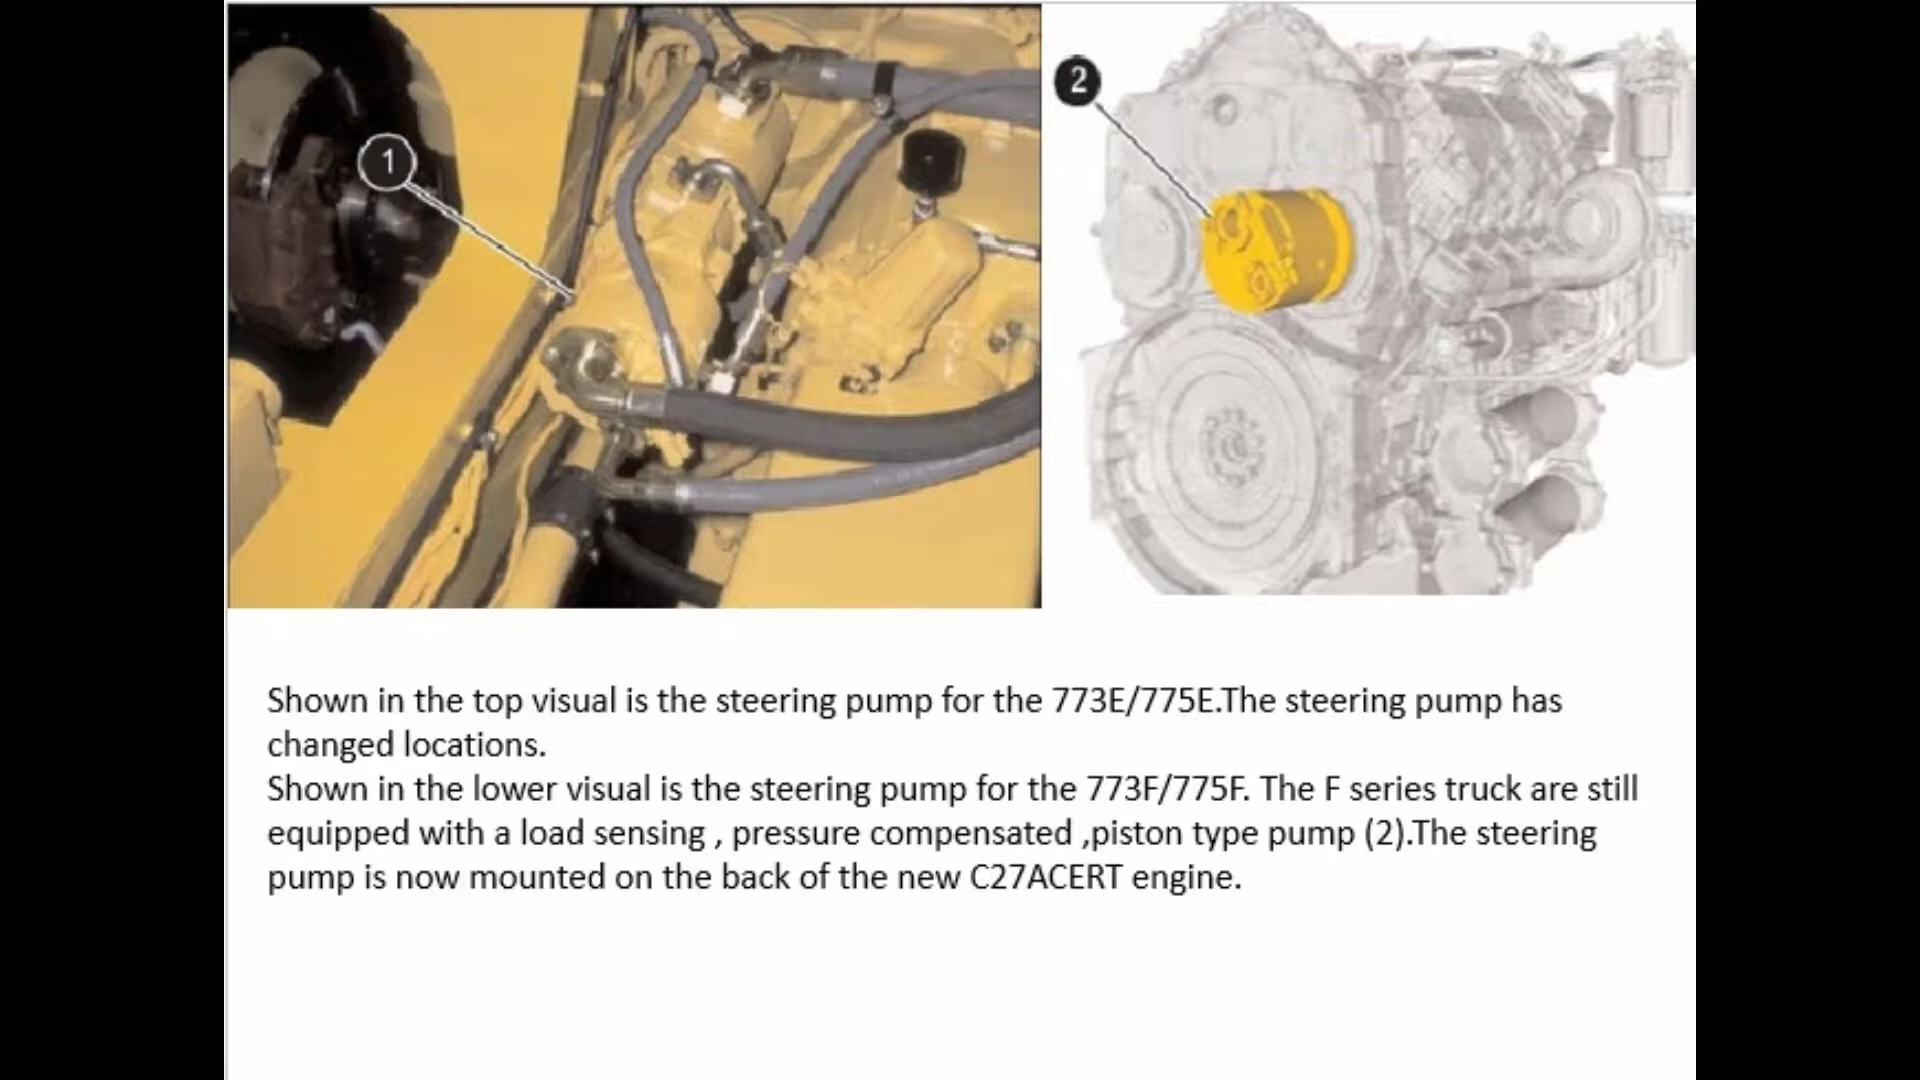 1
2
Shown in the top visual is the steering pump for the 773E/775E.The steering pump has
changed locations.
Shown in the lower visual is the steering pump for the 773F/775F. The F series truck are still
equipped with a load sensing , pressure compensated ,piston type pump (2).The steering
pump is now mounted on the back of the new C27ACERT engine.